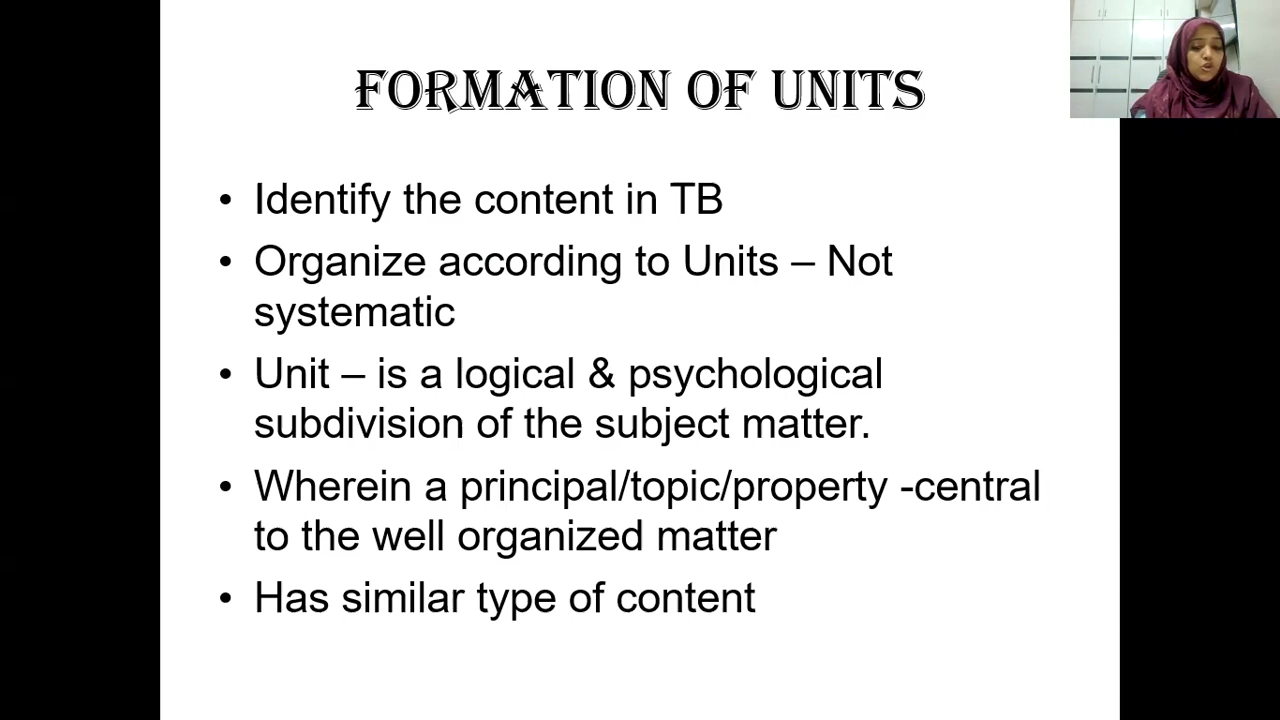 FORMATION OF UNITS
• Identify the content in TB
• Organize according to Units – Not
systematic
• Unit – is a logical & psychological
subdivision of the subject matter.
• Wherein a principal/topic/property -central
to the well organized matter
• Has similar type of content